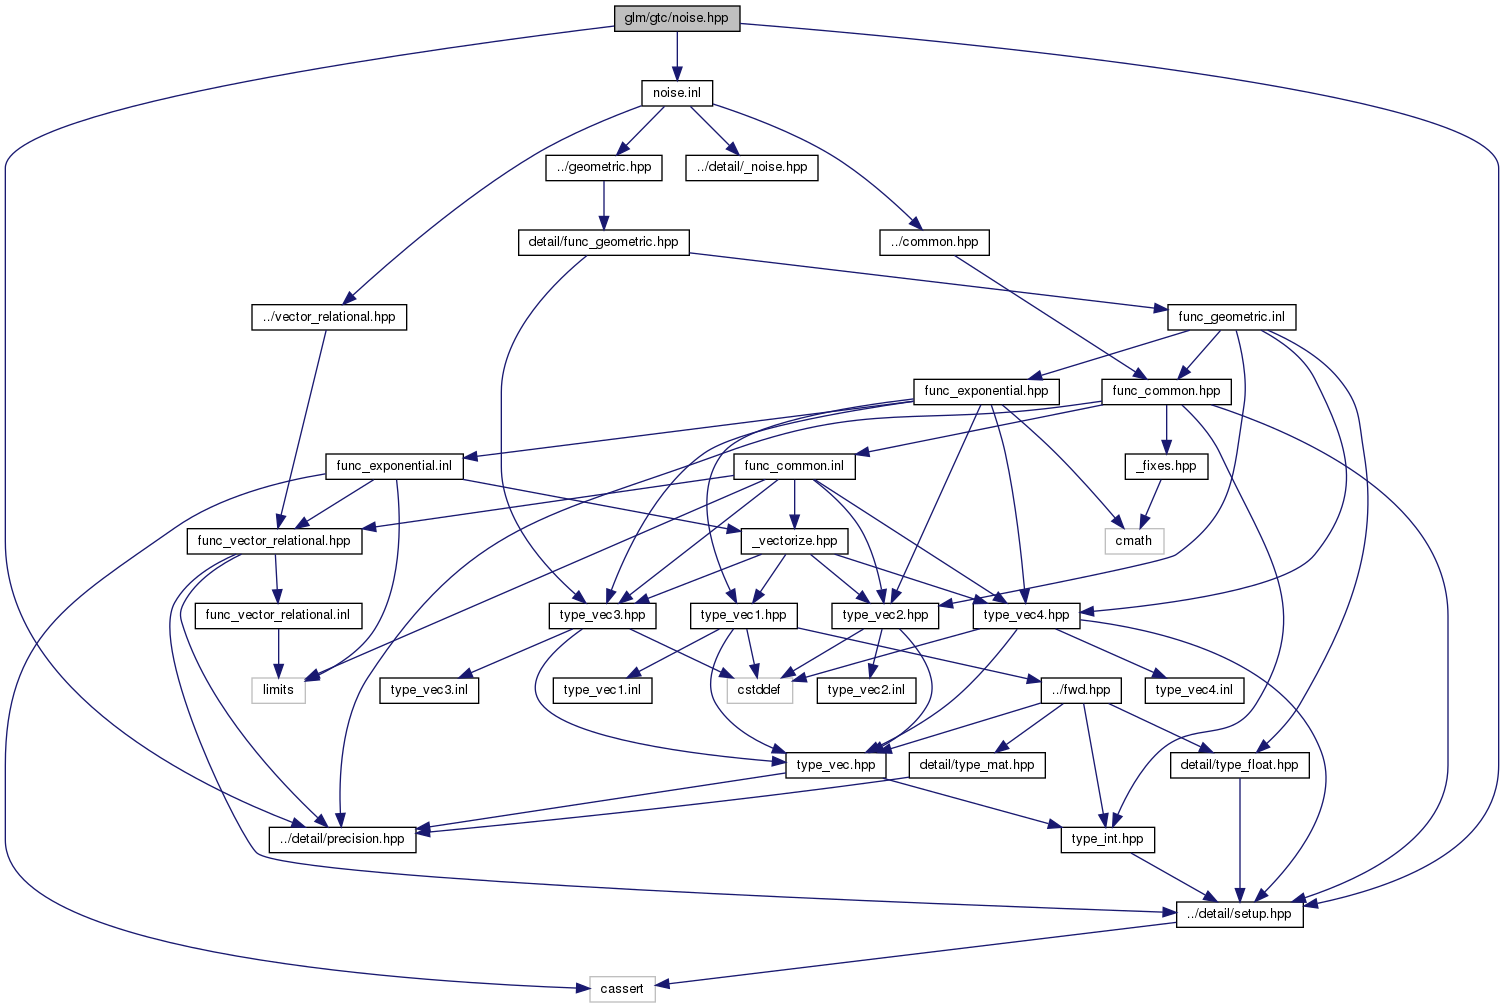 glm/gtc/noise.hpp
noise.inl
../geometric.hpp
../detail/_noise.hpp
detail/func_geometric.hpp
../common.hpp
../vector_relational.hpp
func_geometric.inl
func_exponential.hpp
func_common.hpp
func_exponential.inl
func_common.inl
_fixes.hpp
func_vector_relational.hpp
_vectorize.hpp
cmath
func_vector_relational.inl
type_vec3.hpp
type_vec1.hpp
type_vec2.hpp
type_vec4.hpp
limits
type_vec3.inl
type_vec1.inl
cstddef
type_vec2.inl
../fwd.hpp
type_vec4.inl
type_vec.hpp
detail/type_mat.hpp
detail/type_float.hpp
../detail/precision.hpp
type_int.hpp
../detail/setup.hpp
cassert